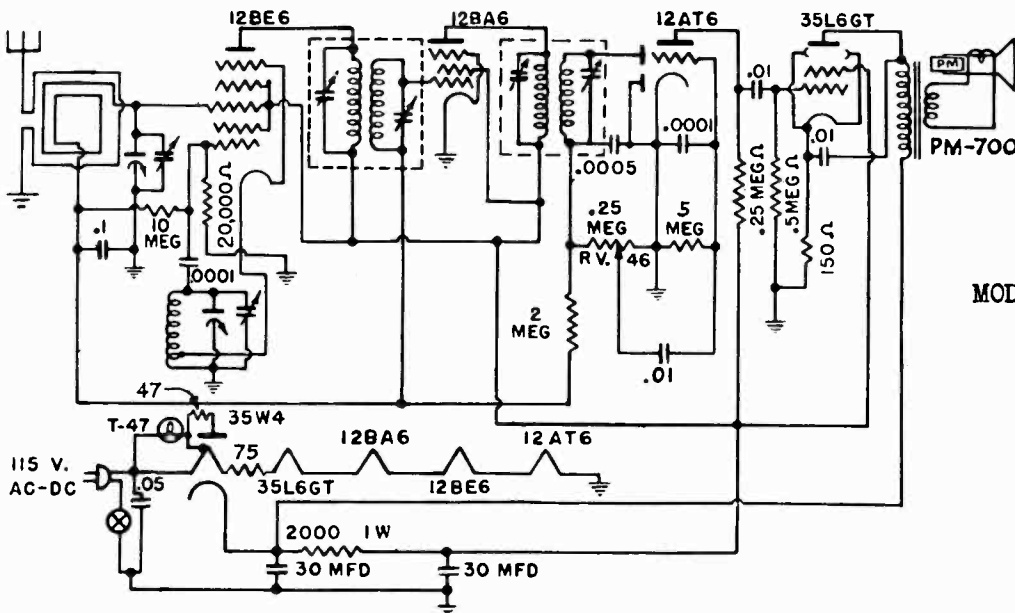 12BE6
12BA6
12AT6
35L6GT
PM
PM-700
.01
.01
.0001
.0005
.25 MEG Ω
.5 MEG Ω
150 Ω
20,000 Ω
10
MEG
.1
.0001
.25
MEG
R V. 46
.5
MEG
2
MEG
.01
MOD
47
T-47
35W4
75
35L6GT
12BA6
12BE6
12AT6
115 V.
AC-DC
.05
2000 1W
30 MFD
30 MFD